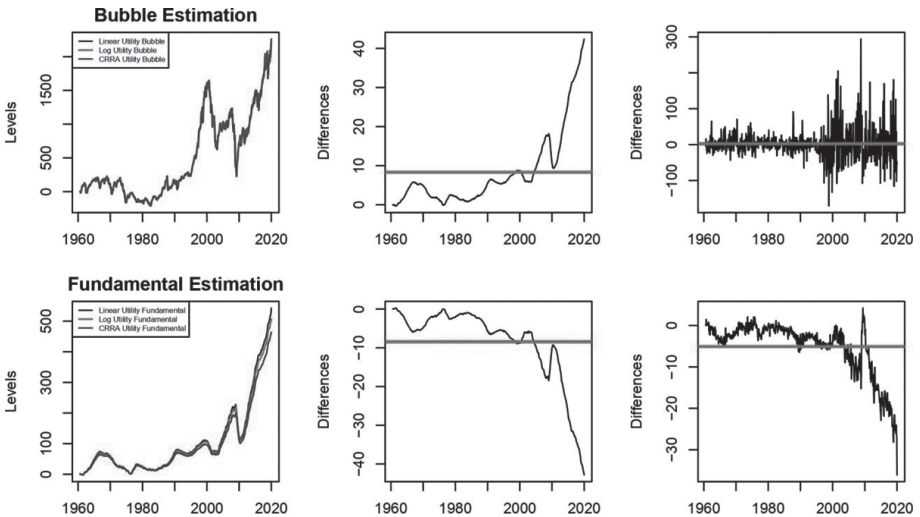 Bubble Estimation
Levels
1500
500
0
Linear Utility Bubble
Log Utility Bubble
CRRA Utility Bubble
1960 1980 2000 2020
Differences
40
30
20
10
0
1960 1980 2000 2020
Differences
300
100
0
-100
1960 1980 2000 2020
Fundamental Estimation
Levels
500
300
100
0
Linear Utility Fundamental
Log Utility Fundamental
CRRA Utility Fundamental
1960 1980 2000 2020
Differences
0
-10
-20
-30
-40
1960 1980 2000 2020
Differences
0
-10
-20
-30
1960 1980 2000 2020